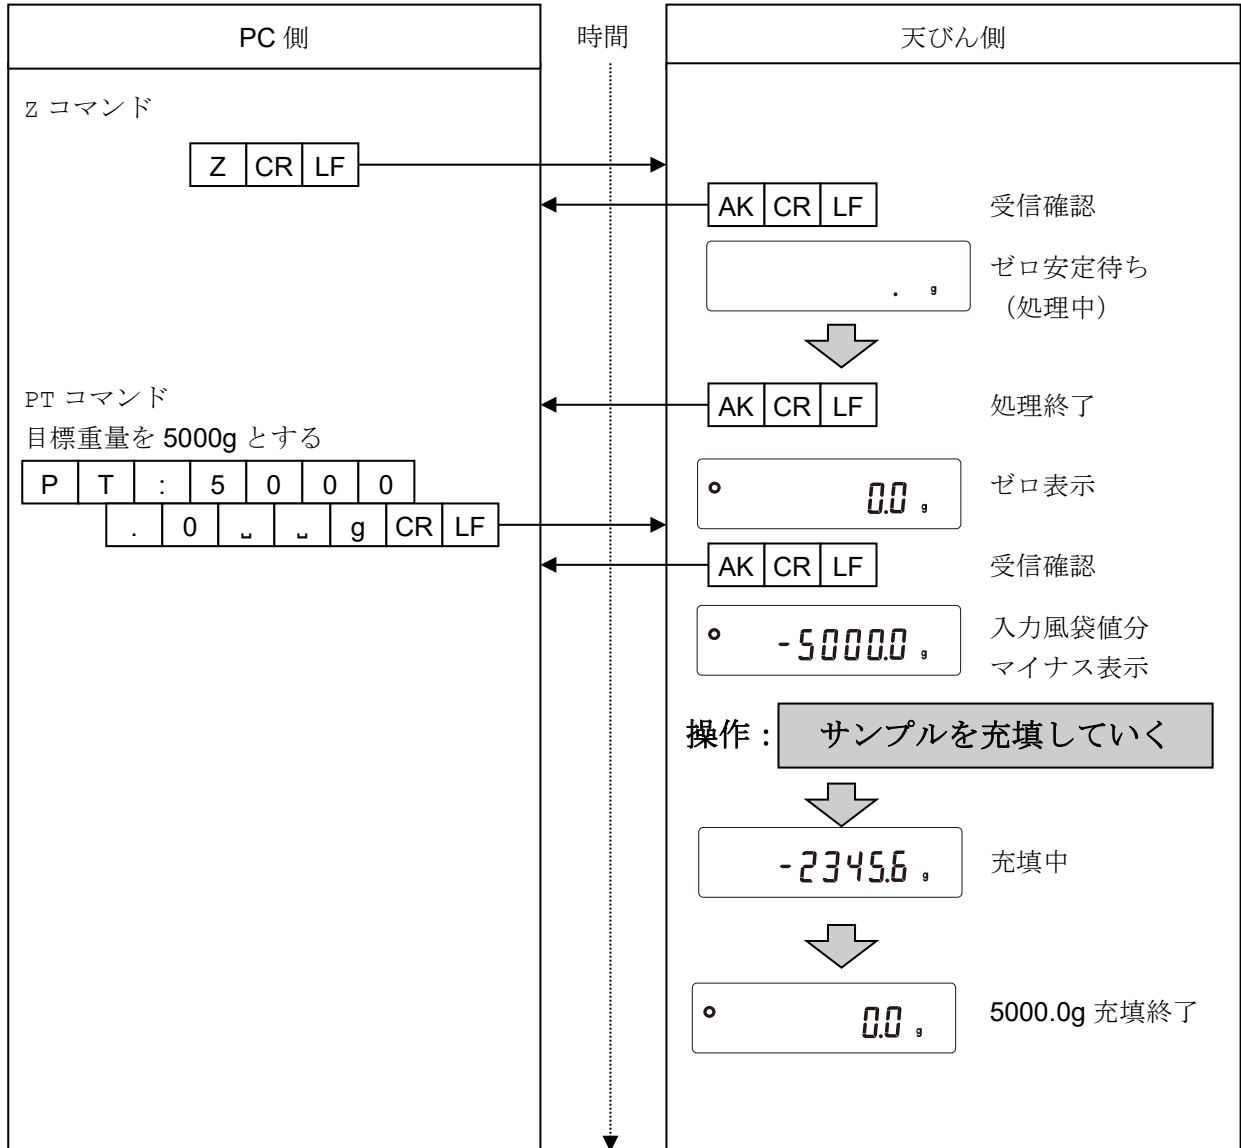 PC 側
時間
天びん側
Z コマンド
Z CR LF
AK CR LF
受信確認
. g
ゼロ安定待ち
(処理中)
PT コマンド
AK CR LF
処理終了
目標重量を 5000g とする
P T : 5 0 0 0
. 0 ␣ ␣ g CR LF
0.0 g
ゼロ表示
AK CR LF
受信確認
-5000.0 g
入力風袋値分
マイナス表示
操作：
サンプルを充填していく
-2345.6 g
充填中
0.0 g
5000.0g 充填終了